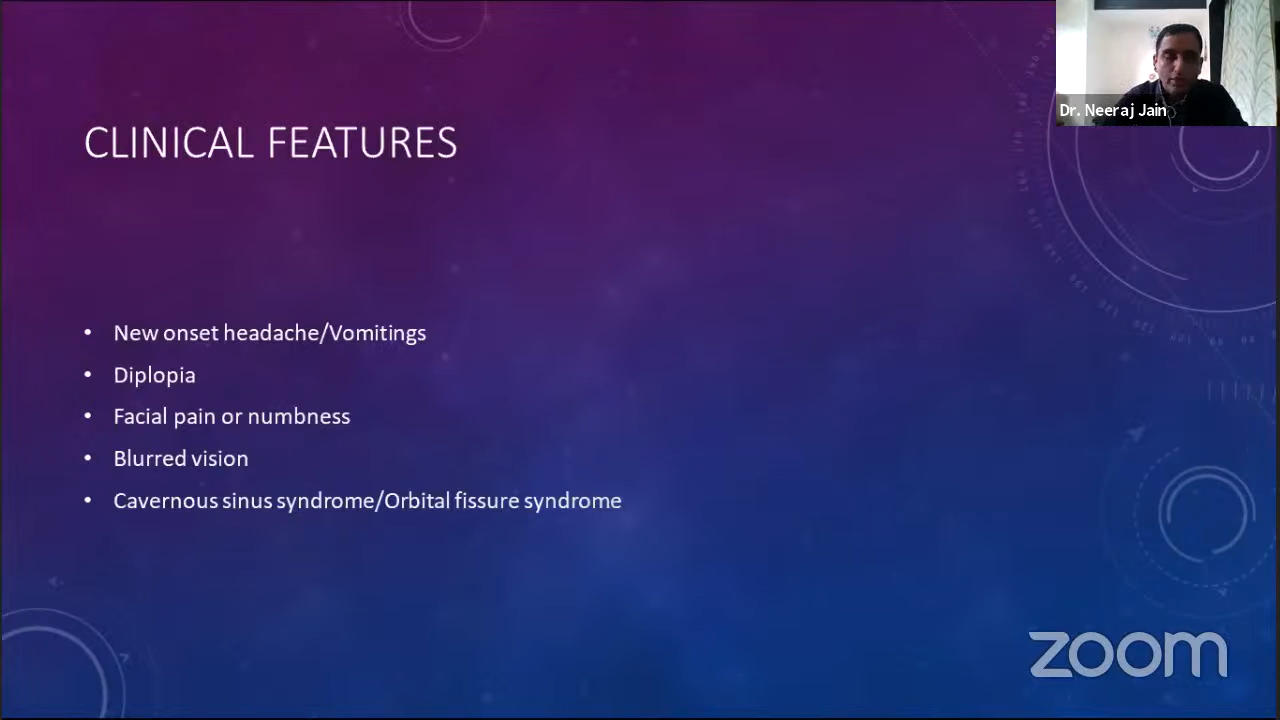 Dr. Neeraj Jain
CLINICAL FEATURES
• New onset headache/Vomitings
• Diplopia
• Facial pain or numbness
• Blurred vision
• Cavernous sinus syndrome/Orbital fissure syndrome
zoom